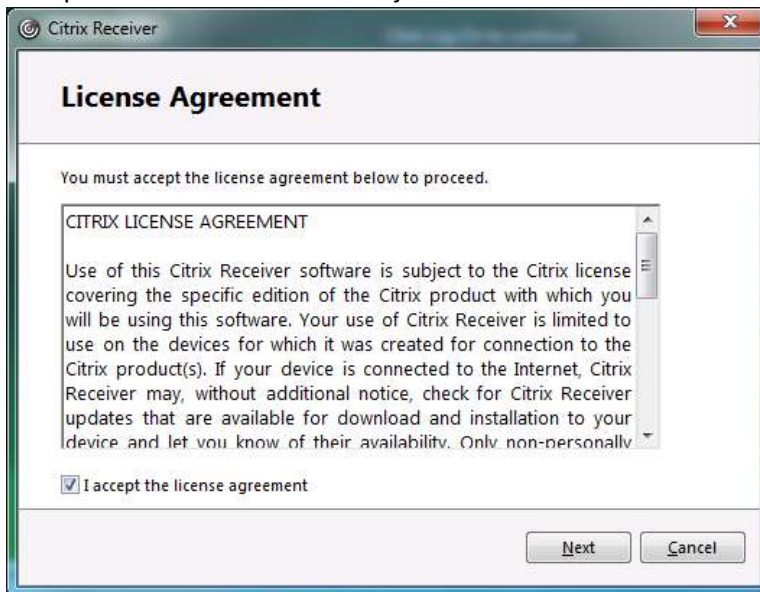 Citrix Receiver
License Agreement
You must accept the license agreement below to proceed.
CITRIX LICENSE AGREEMENT
Use of this Citrix Receiver software is subject to the Citrix license
covering the specific edition of the Citrix product with which you
will be using this software. Your use of Citrix Receiver is limited to
use on the devices for which it was created for connection to the
Citrix product(s). If your device is connected to the Internet, Citrix
Receiver may, without additional notice, check for Citrix Receiver
updates that are available for download and installation to your
device and let you know of their availability. Only non-personally
I accept the license agreement
Next
Cancel